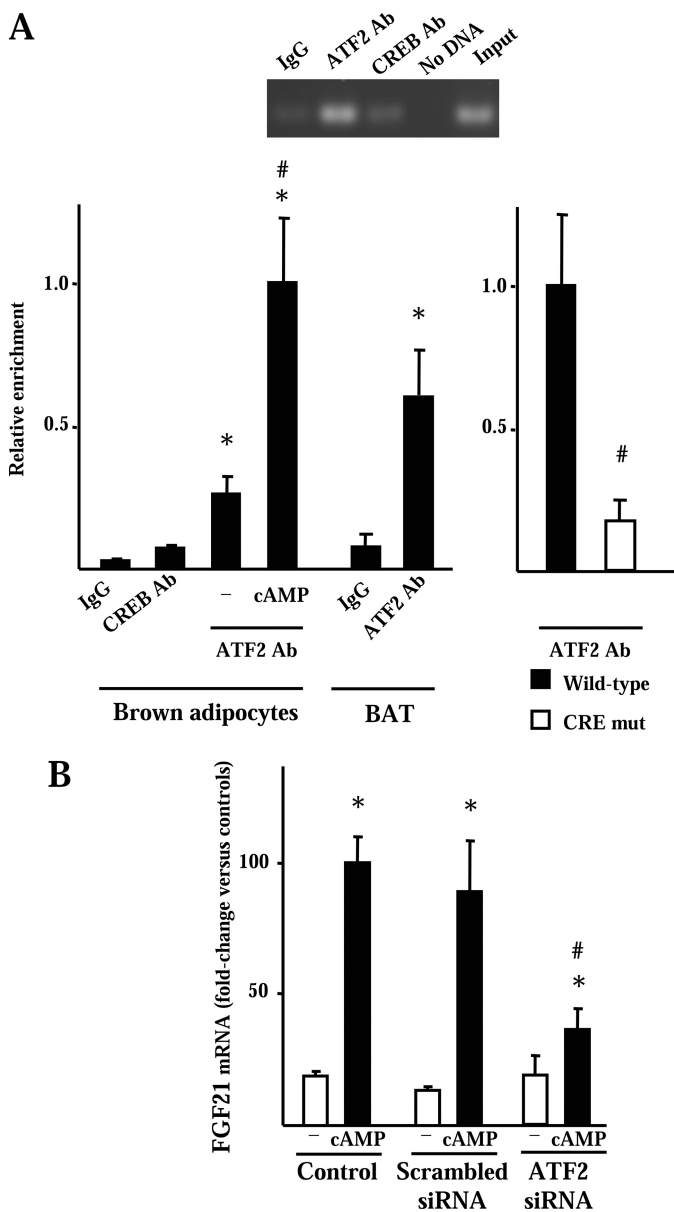 A
IgG ATF2 Ab CREB Ab No DNA Input
#
*
1.0
*
0.5
*
Relative enrichment
IgG CREB Ab – cAMP IgG ATF2 Ab
ATF2 Ab
Brown adipocytes BAT
1.0
0.5
#
ATF2 Ab
Wild-type
CRE mut
B
FGF21 mRNA (fold-change versus controls)
* *
100
#
*
50
– cAMP – cAMP – cAMP
Control Scrambled ATF2
siRNA siRNA